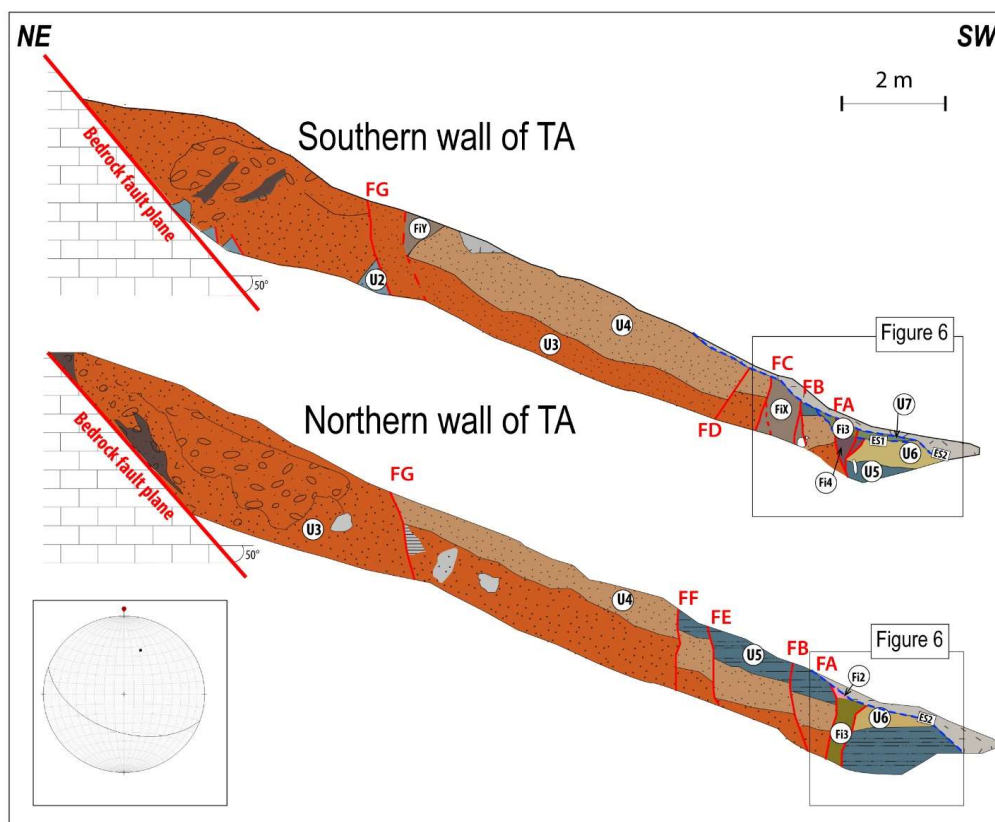 NE
SW
2 m
Southern wall of TA
Bedrock fault plane
50°
FG
FiY
U2
U4
U3
Figure 6
FC
FB
FA
FiX
Fi3
U7
ES1
ES2
U6
FD
U5
Fi4
Northern wall of TA
Bedrock fault plane
50°
FG
U3
U4
FF
FE
U5
Figure 6
FB
FA
Fi2
ES2
U6
Fi3